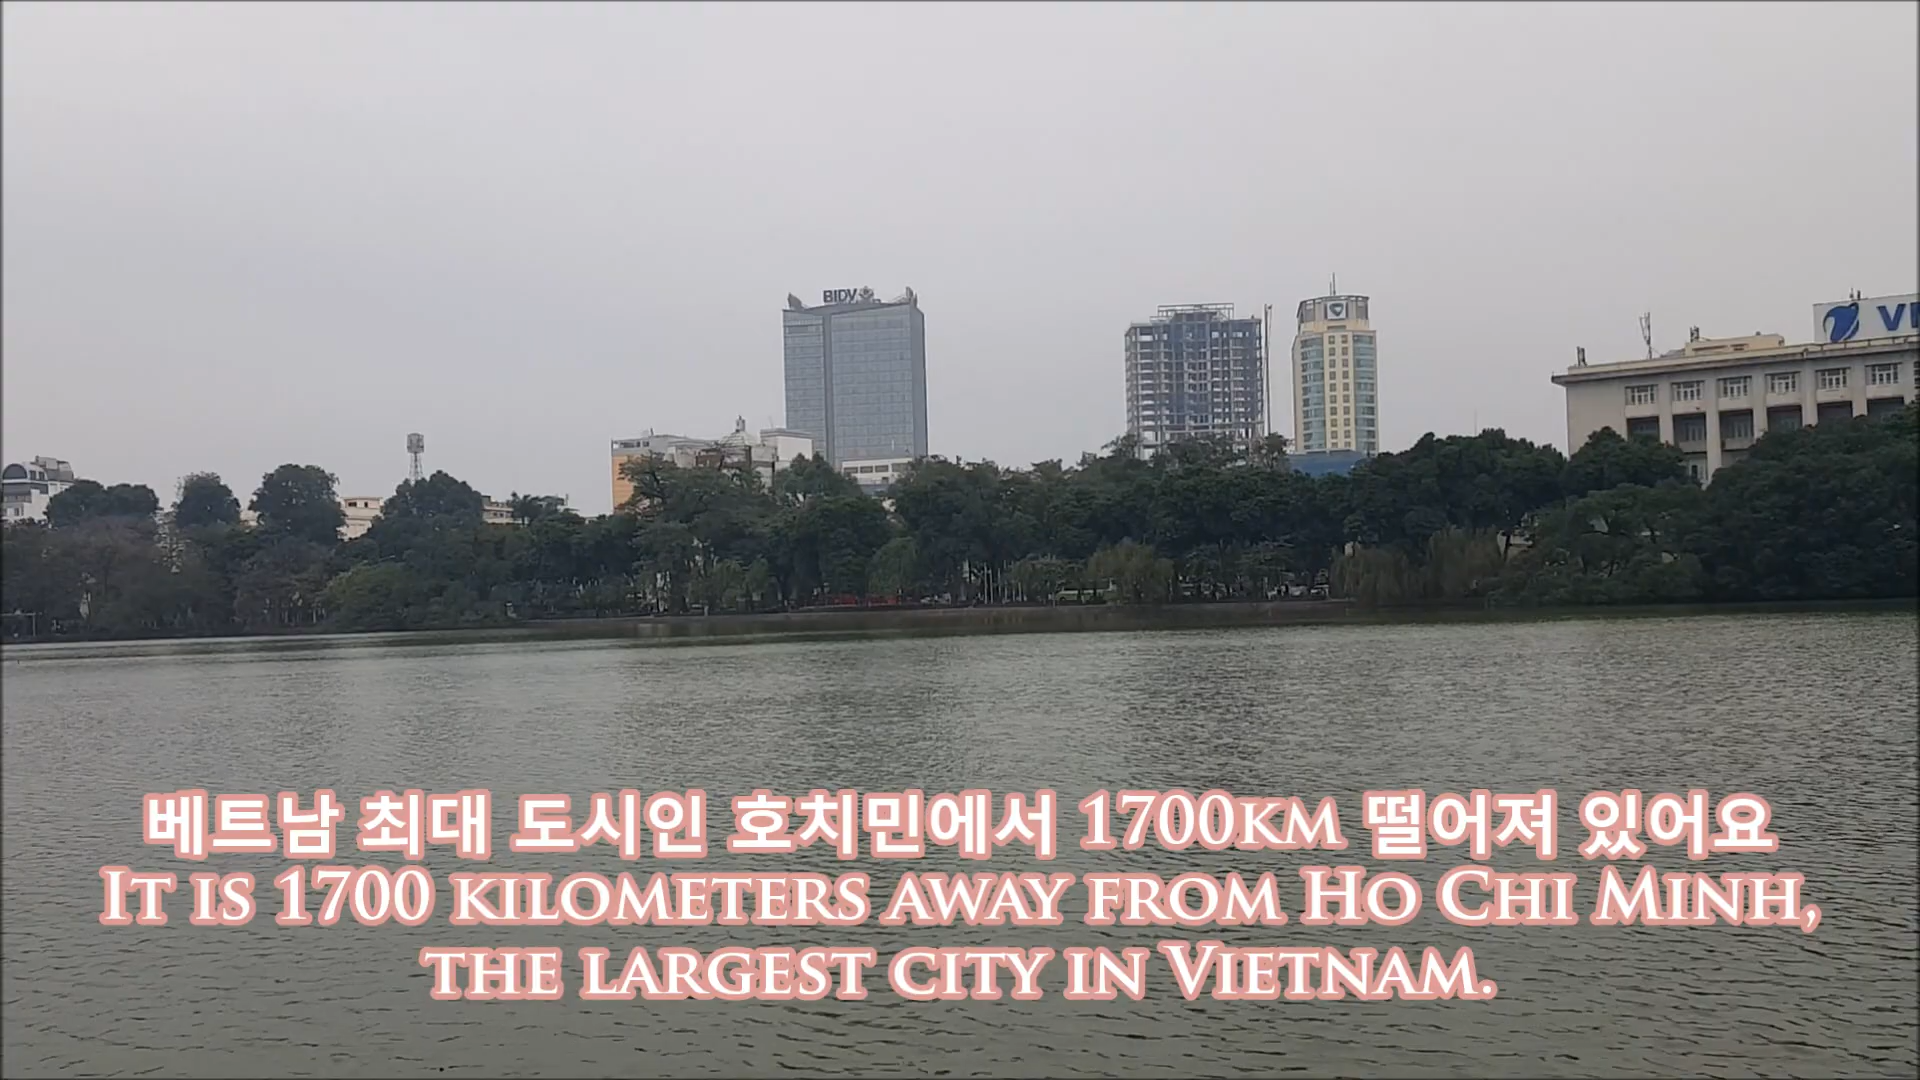 BIDV
베트남 최대 도시인 호치민에서 1700km 떨어져 있어요
It is 1700 kilometers away from Ho Chi Minh,
the largest city in Vietnam.